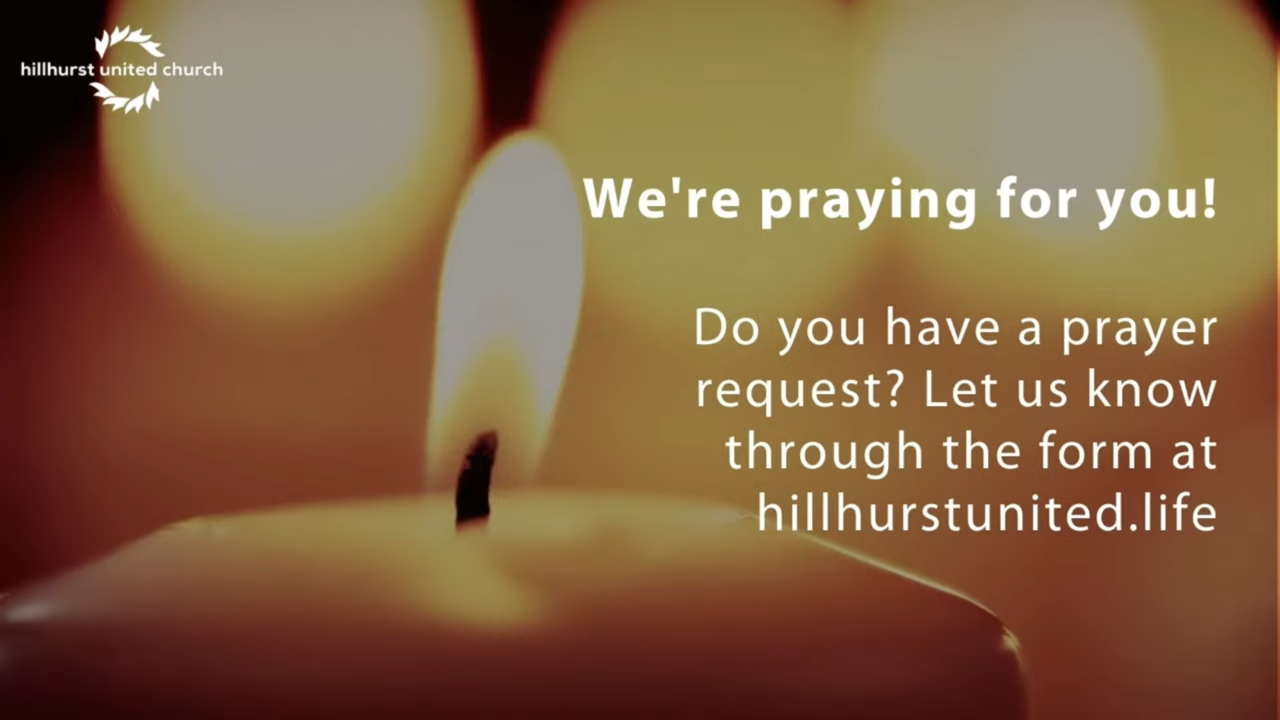 hillhurst united church
We're praying for you!
Do you have a prayer
request? Let us know
through the form at
hillhurstunited.life